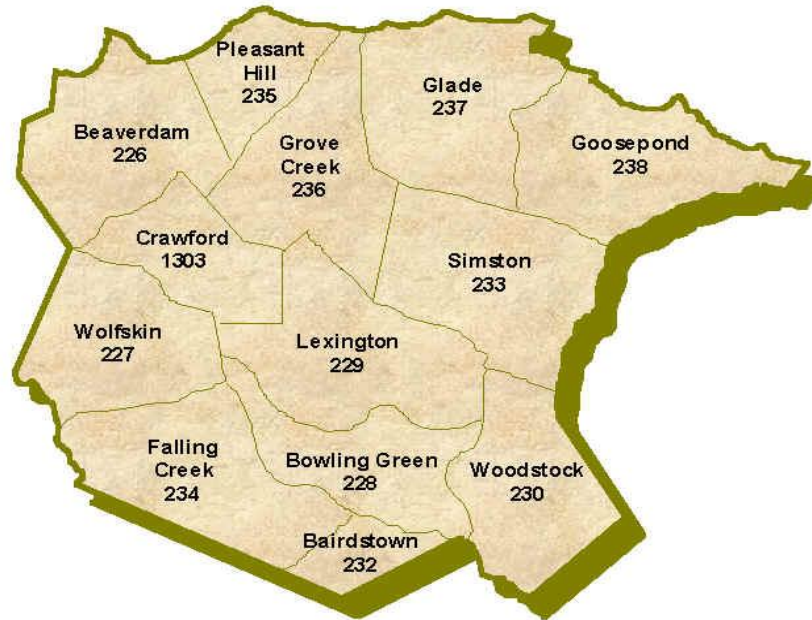 Pleasant
Hill
235
Glade
237
Beaverdam
226
Grove
Creek
236
Goosepond
238
Crawford
1303
Simston
233
Wolfskin
227
Lexington
229
Falling
Creek
234
Bowling Green
228
Woodstock
230
Bairdstown
232